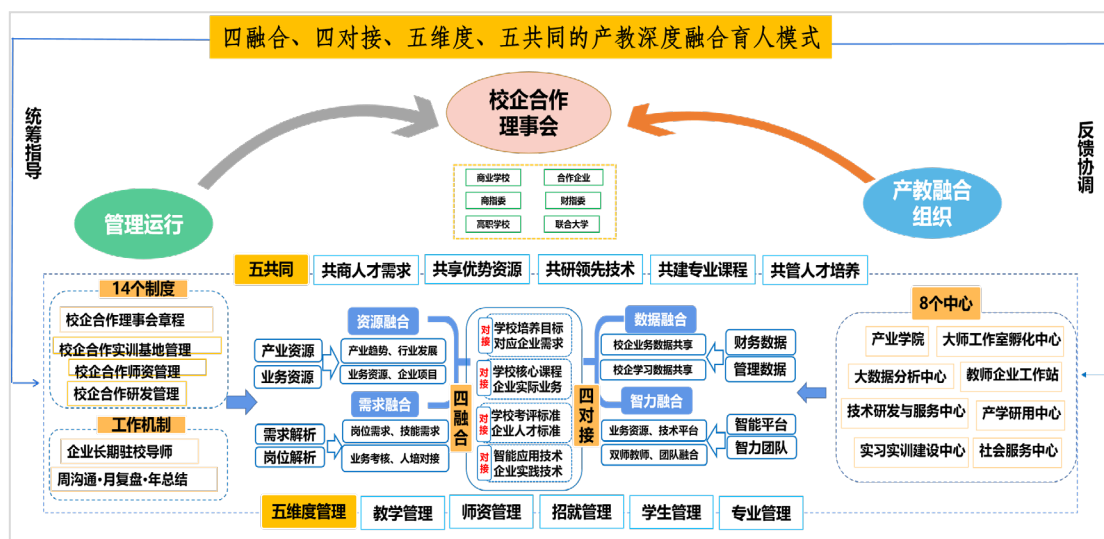 四融合、四对接、五维度、五共同的产教深度融合育人模式
统筹指导
反馈协调
校企合作
理事会
管理运行
产教融合
组织
商业学校
合作企业
商指委
财指委
高职学校
联合大学
五共同
共商人才需求
共享优势资源
共研领先技术
共建专业课程
共管人才培养
14个制度
校企合作理事会章程
校企合作实训基地管理
校企合作师资管理
校企合作研发管理
工作机制
企业长期驻校导师
周沟通·月复盘·年总结
资源融合
产业资源
业务资源
产业趋势、行业发展
业务资源、企业项目
需求融合
需求解析
岗位解析
岗位需求、技能需求
业务考核、人培对接
四融合
对接
学校培养目标
对应企业需求
对接
学校核心课程
企业实际业务
对接
学校考评标准
企业人才标准
对接
智能应用技术
企业实践技术
四对接
数据融合
校企业务数据共享
校企学习数据共享
财务数据
管理数据
智力融合
业务资源、技术平台
双师教师、团队融合
智能平台
智力团队
8个中心
产业学院
大师工作室孵化中心
大数据分析中心
教师企业工作站
技术研发与服务中心
产学研用中心
实习实训建设中心
社会服务中心
五维度管理
教学管理
师资管理
招就管理
学生管理
专业管理